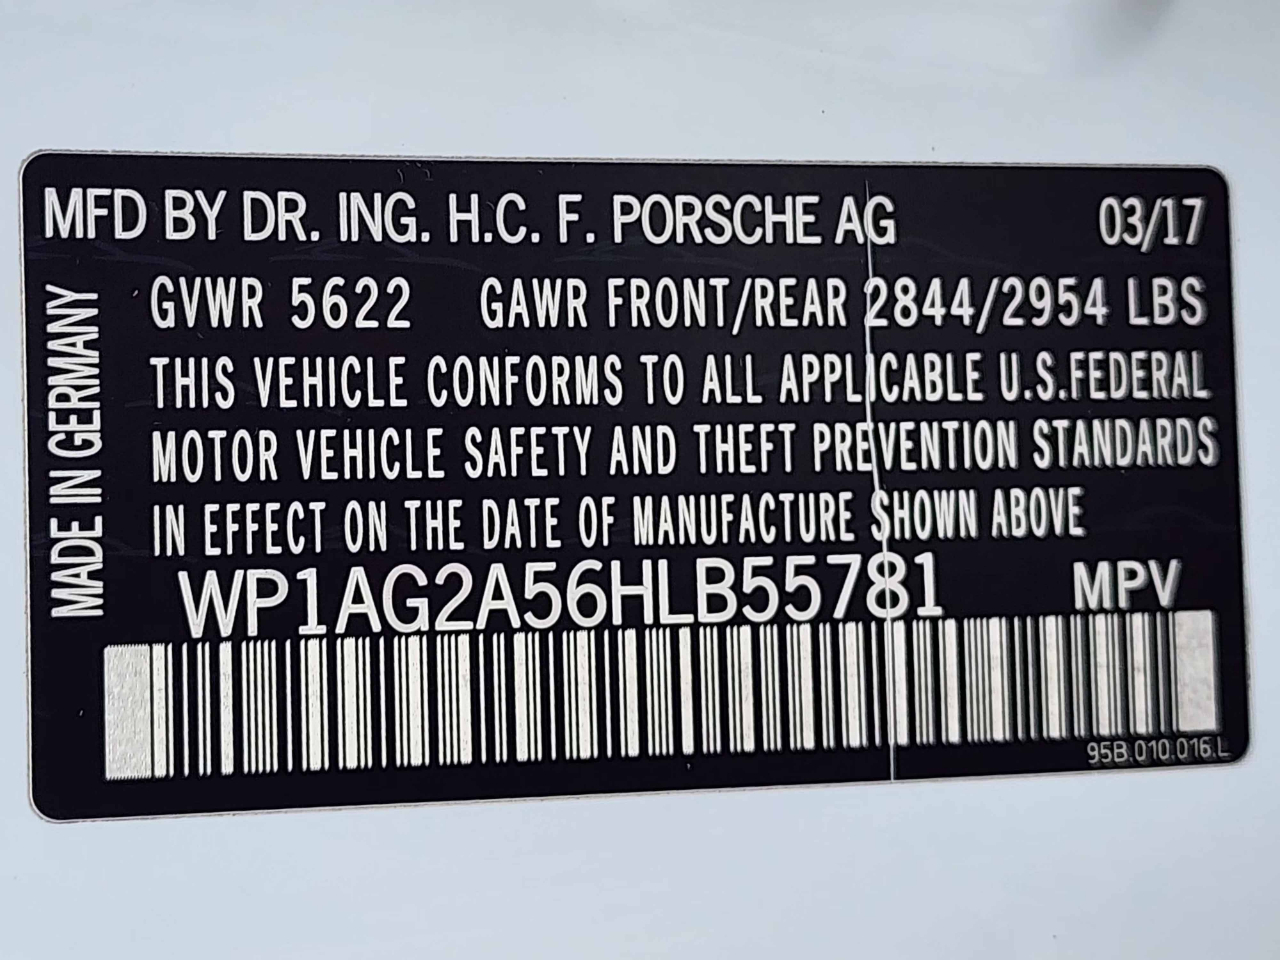 MFD BY DR. ING. H.C. F. PORSCHE AG 03/17
GVWR 5622 GAWR FRONT/REAR 2844/2954 LBS
THIS VEHICLE CONFORMS TO ALL APPLICABLE U.S.FEDERAL
MOTOR VEHICLE SAFETY AND THEFT PREVENTION STANDARDS
IN EFFECT ON THE DATE OF MANUFACTURE SHOWN ABOVE
WP1AG2A56HLB55781 MPV
95B.010.016.L
MADE IN GERMANY